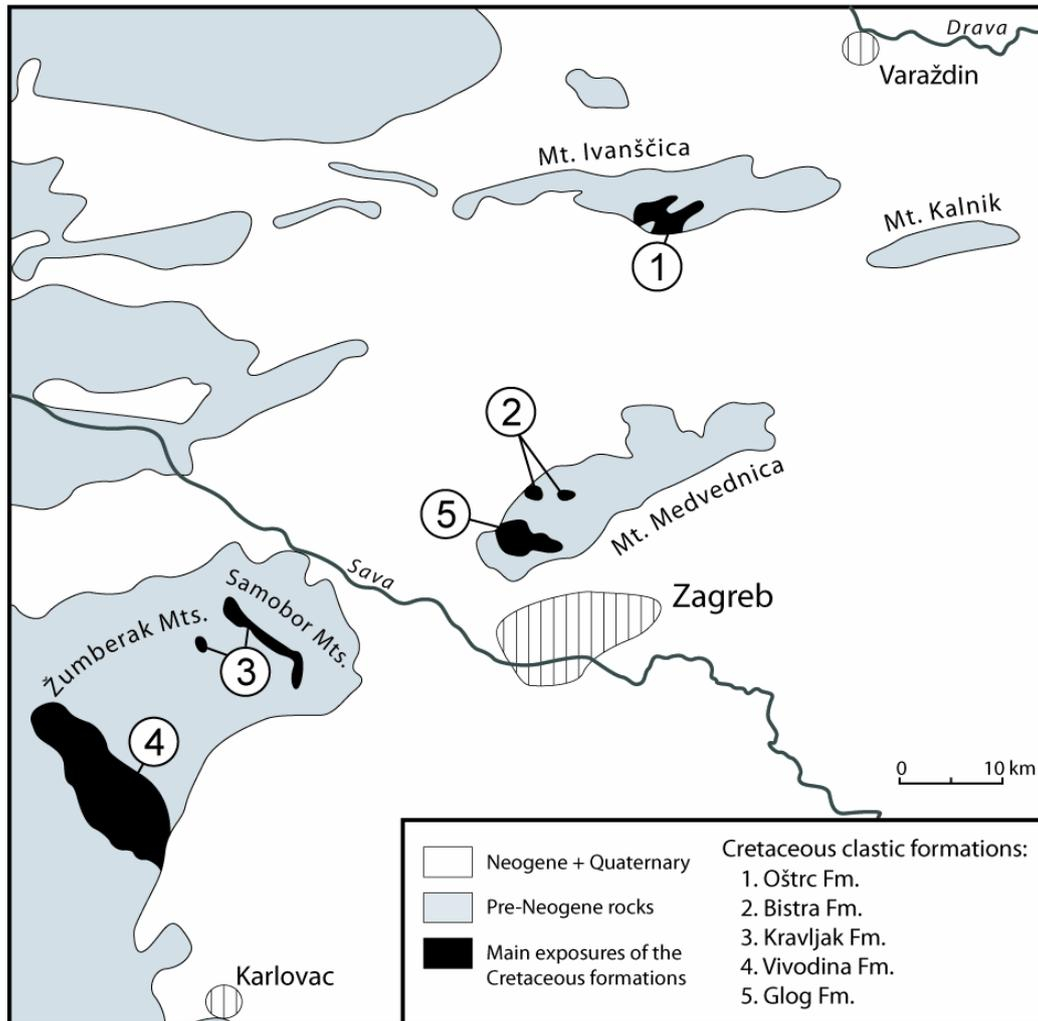 Drava
Varaždin
Mt. Ivanščica
Mt. Kalnik
1
2
5
Mt. Medvednica
Sava
Zagreb
Samobor Mts.
Žumberak Mts.
3
4
0 10 km
Karlovac
Neogene + Quaternary
Pre-Neogene rocks
Main exposures of the
Cretaceous formations
Cretaceous clastic formations:
1. Oštrc Fm.
2. Bistra Fm.
3. Kravljak Fm.
4. Vivodina Fm.
5. Glog Fm.